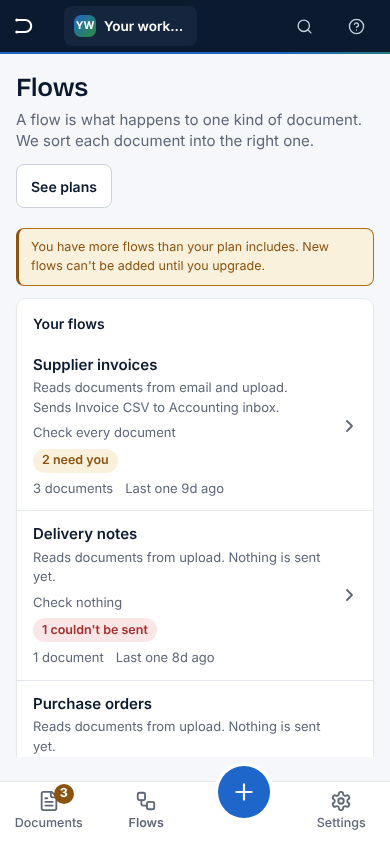 YW Your work...
Flows
A flow is what happens to one kind of document.
We sort each document into the right one.
See plans
You have more flows than your plan includes. New
flows can't be added until you upgrade.
Your flows
Supplier invoices
Reads documents from email and upload.
Sends Invoice CSV to Accounting inbox.
Check every document
2 need you
3 documents Last one 9d ago
Delivery notes
Reads documents from upload. Nothing is sent
yet.
Check nothing
1 couldn't be sent
1 document Last one 8d ago
Purchase orders
Reads documents from upload. Nothing is sent
yet.
3
Documents Flows Settings